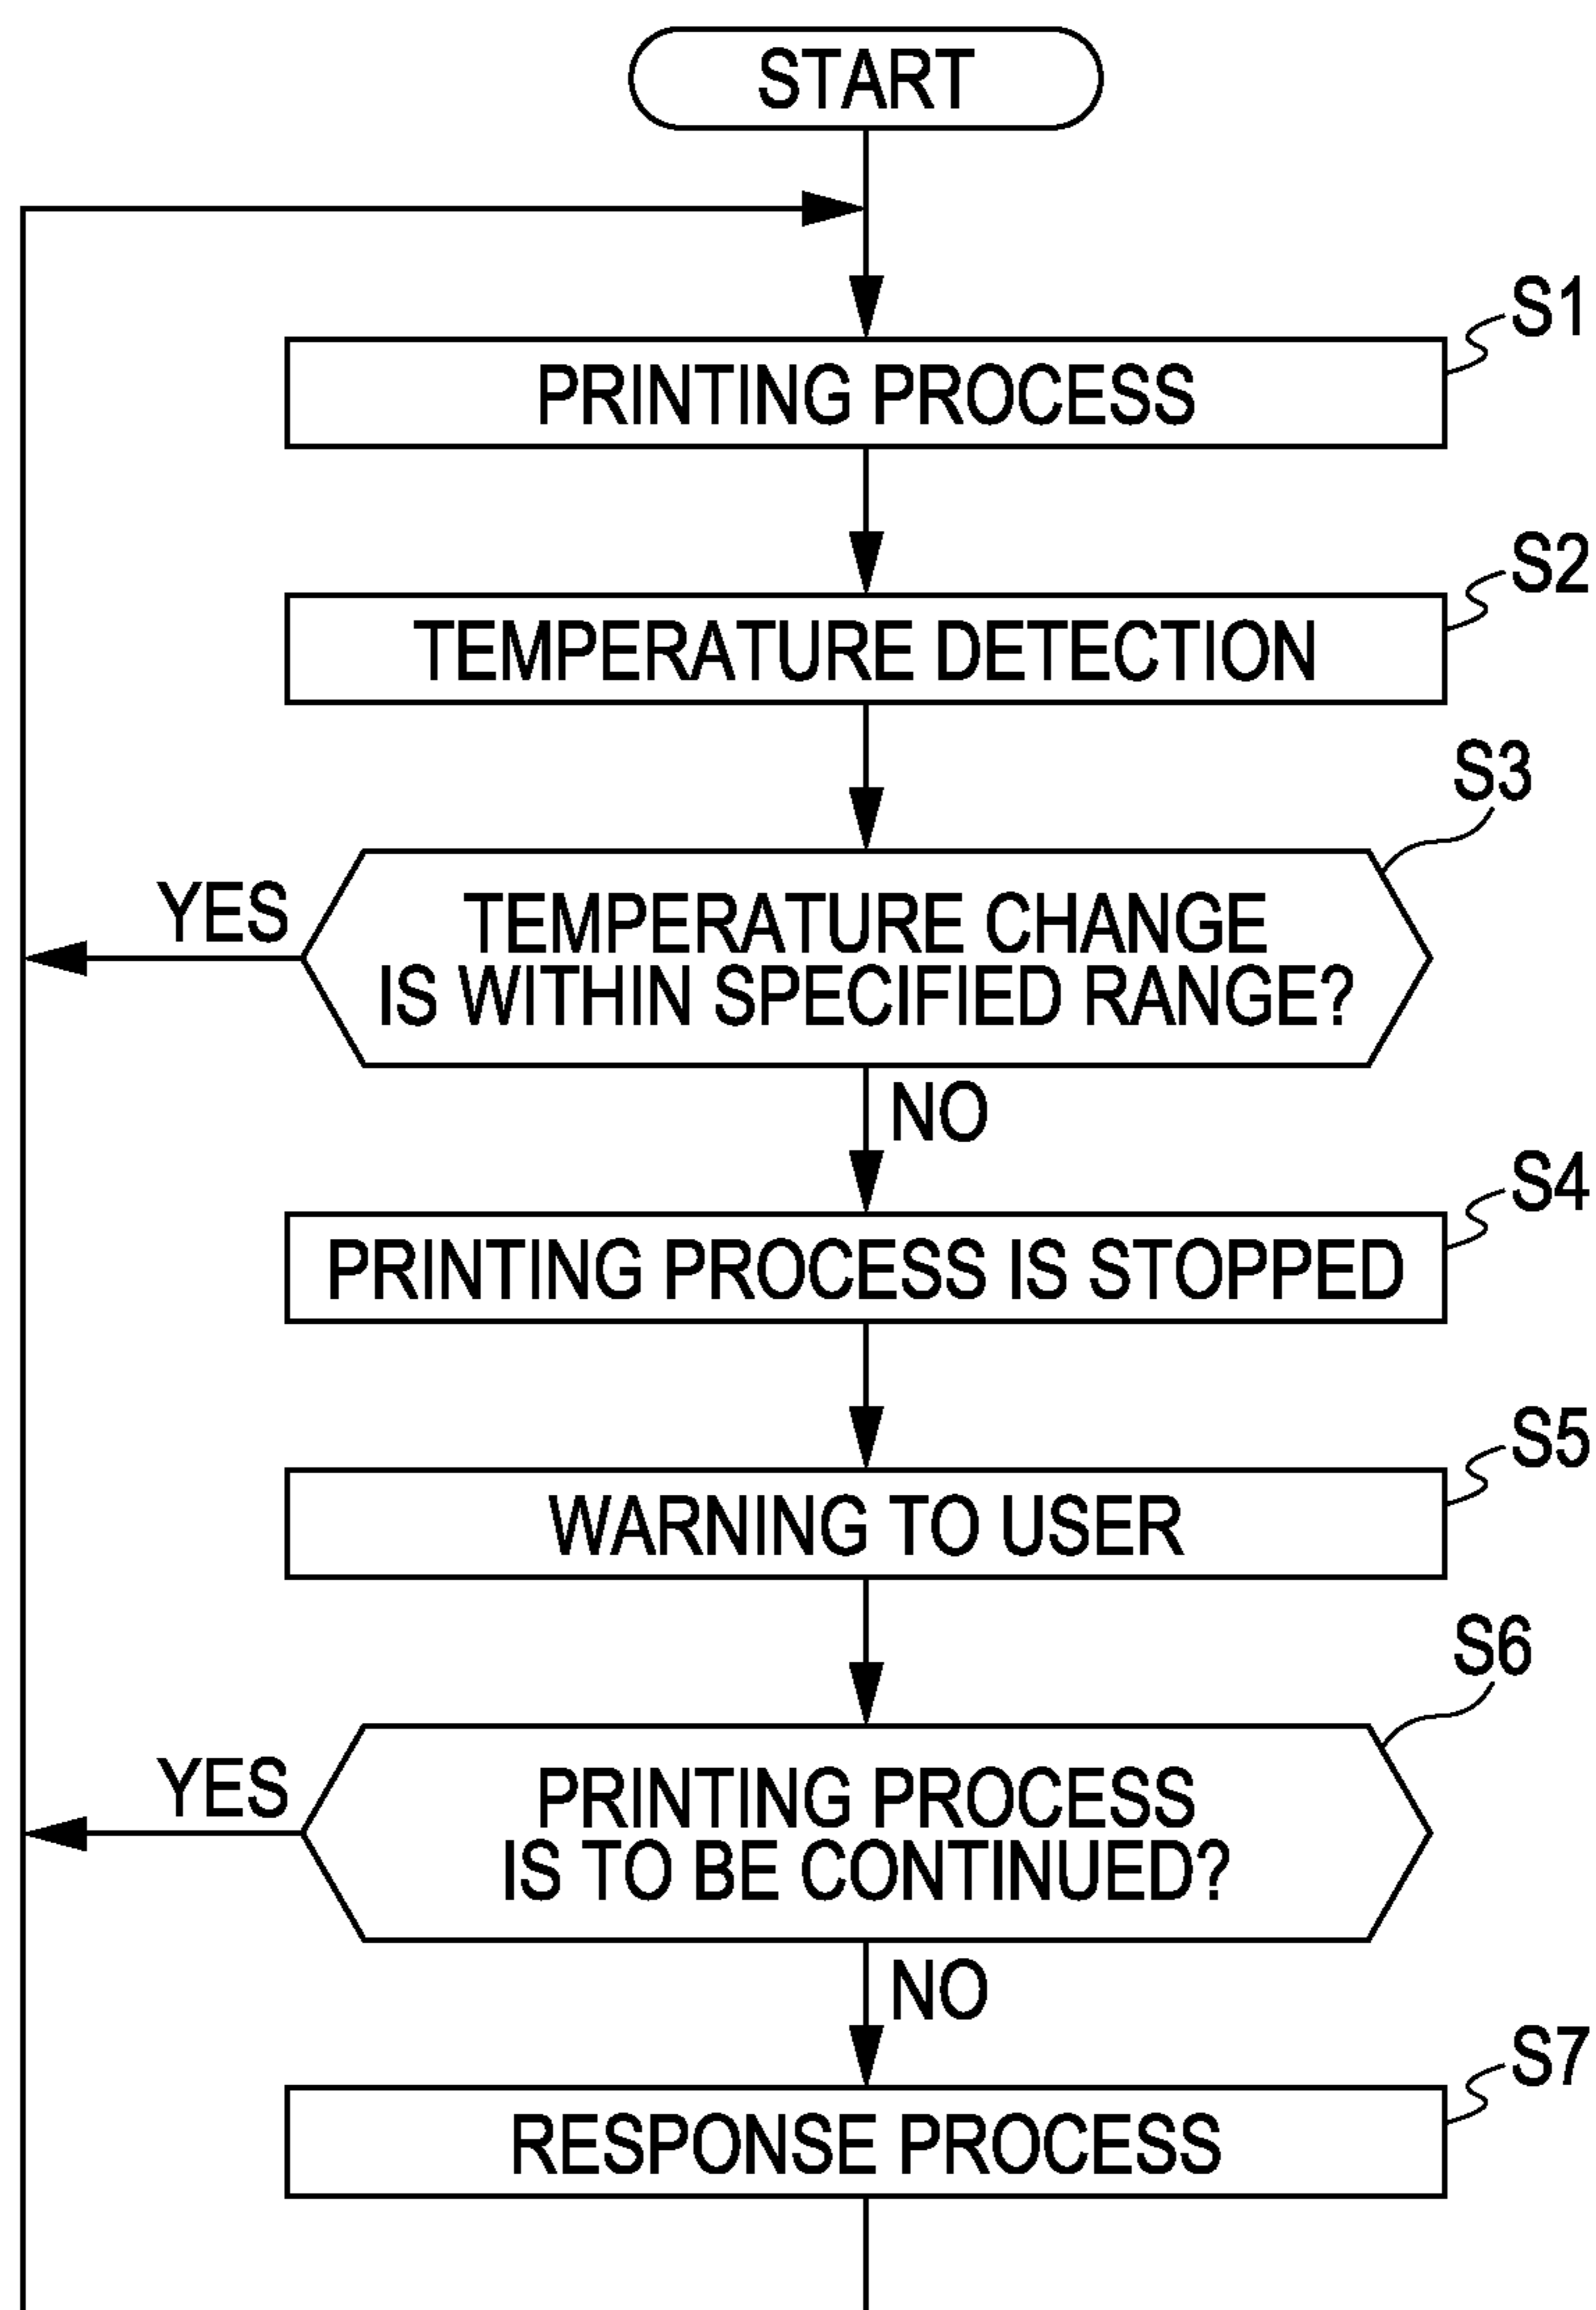 START
S1
PRINTING PROCESS
S2
TEMPERATURE DETECTION
S3
YES
TEMPERATURE CHANGE
IS WITHIN SPECIFIED RANGE?
NO
S4
PRINTING PROCESS IS STOPPED
S5
WARNING TO USER
S6
YES
PRINTING PROCESS
IS TO BE CONTINUED?
NO
S7
RESPONSE PROCESS